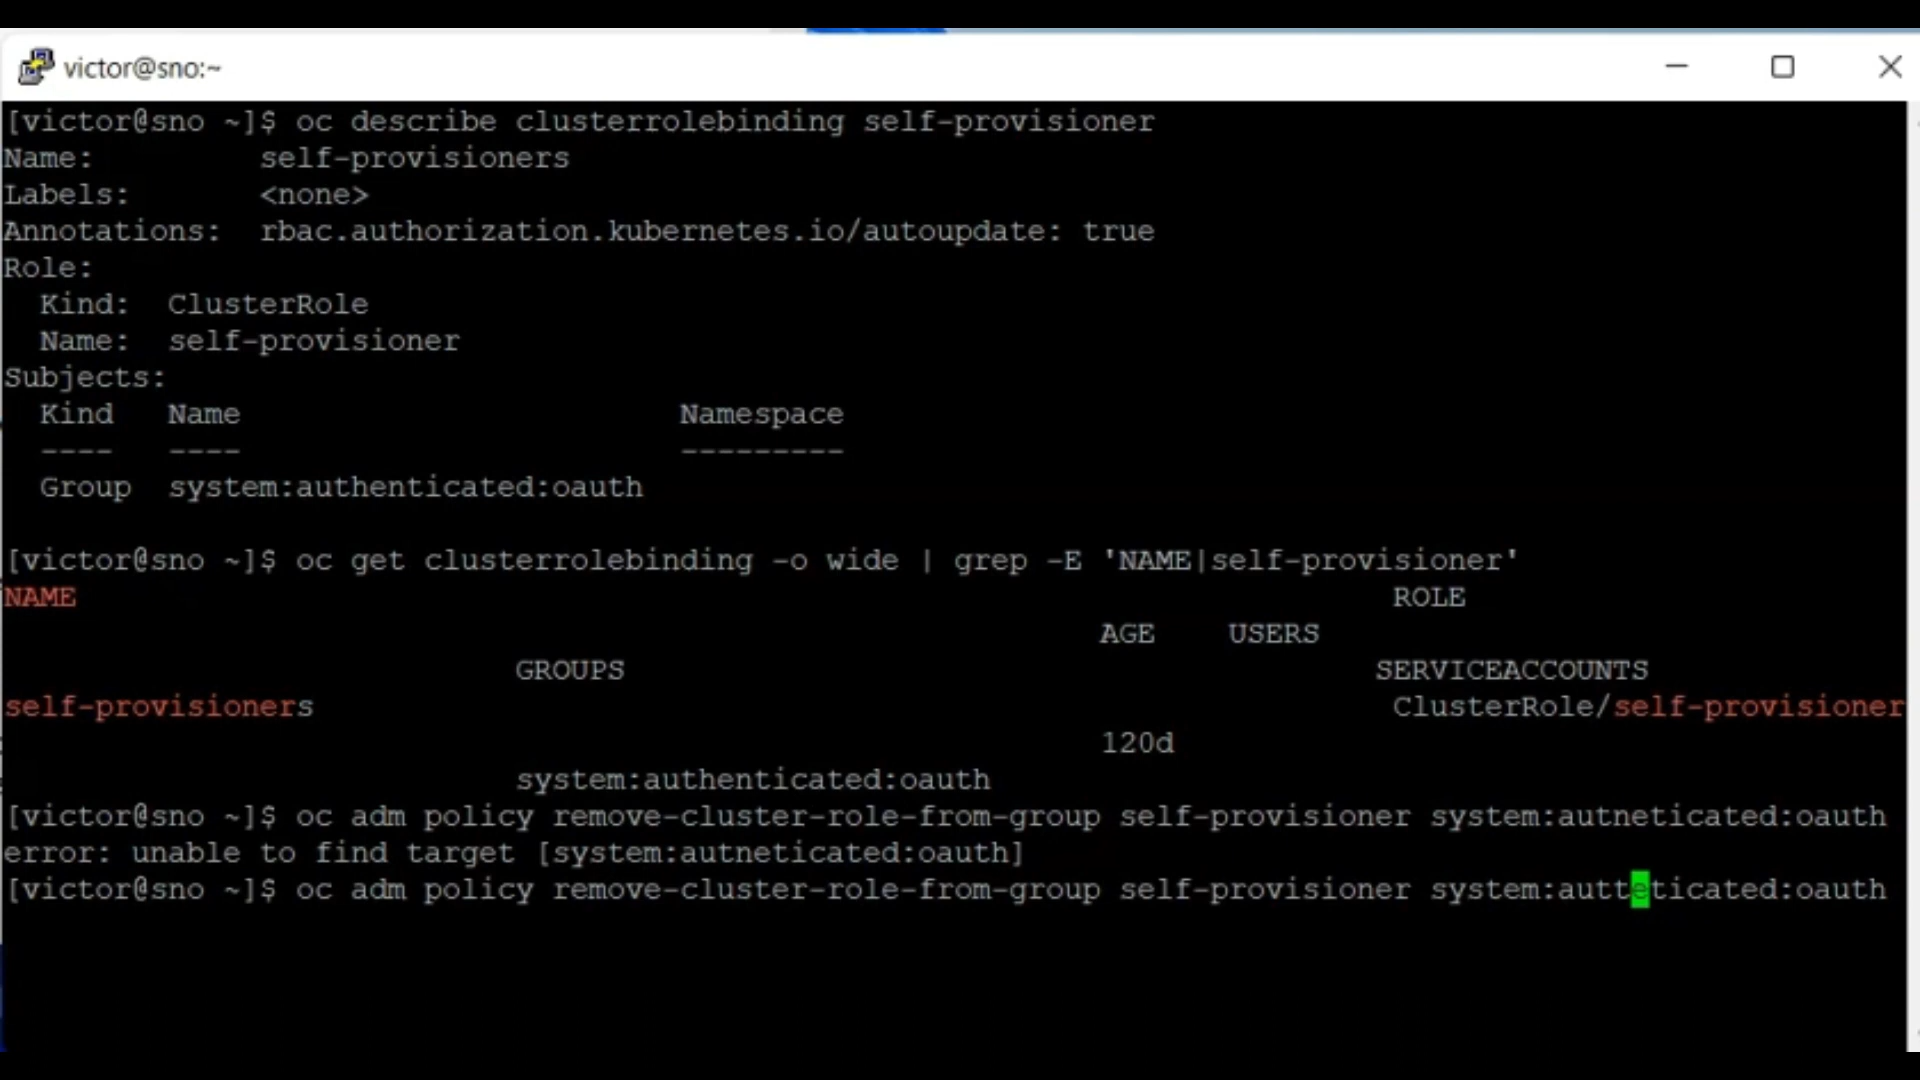 victor@sno:~
[victor@sno ~]$ oc describe clusterrolebinding self-provisioner
Name:         self-provisioners
Labels:       <none>
Annotations:  rbac.authorization.kubernetes.io/autoupdate: true
Role:
  Kind:  ClusterRole
  Name:  self-provisioner
Subjects:
  Kind   Name                        Namespace
  ----   ----                        ---------
  Group  system:authenticated:oauth
[victor@sno ~]$ oc get clusterrolebinding -o wide | grep -E 'NAME|self-provisioner'
NAME                                                                        ROLE
                                                            AGE    USERS
                            GROUPS                                         SERVICEACCOUNTS
self-provisioners                                                           ClusterRole/self-provisioner
                                                            120d
                            system:authenticated:oauth
[victor@sno ~]$ oc adm policy remove-cluster-role-from-group self-provisioner system:autneticated:oauth
error: unable to find target [system:autneticated:oauth]
[victor@sno ~]$ oc adm policy remove-cluster-role-from-group self-provisioner system:autteticated:oauth